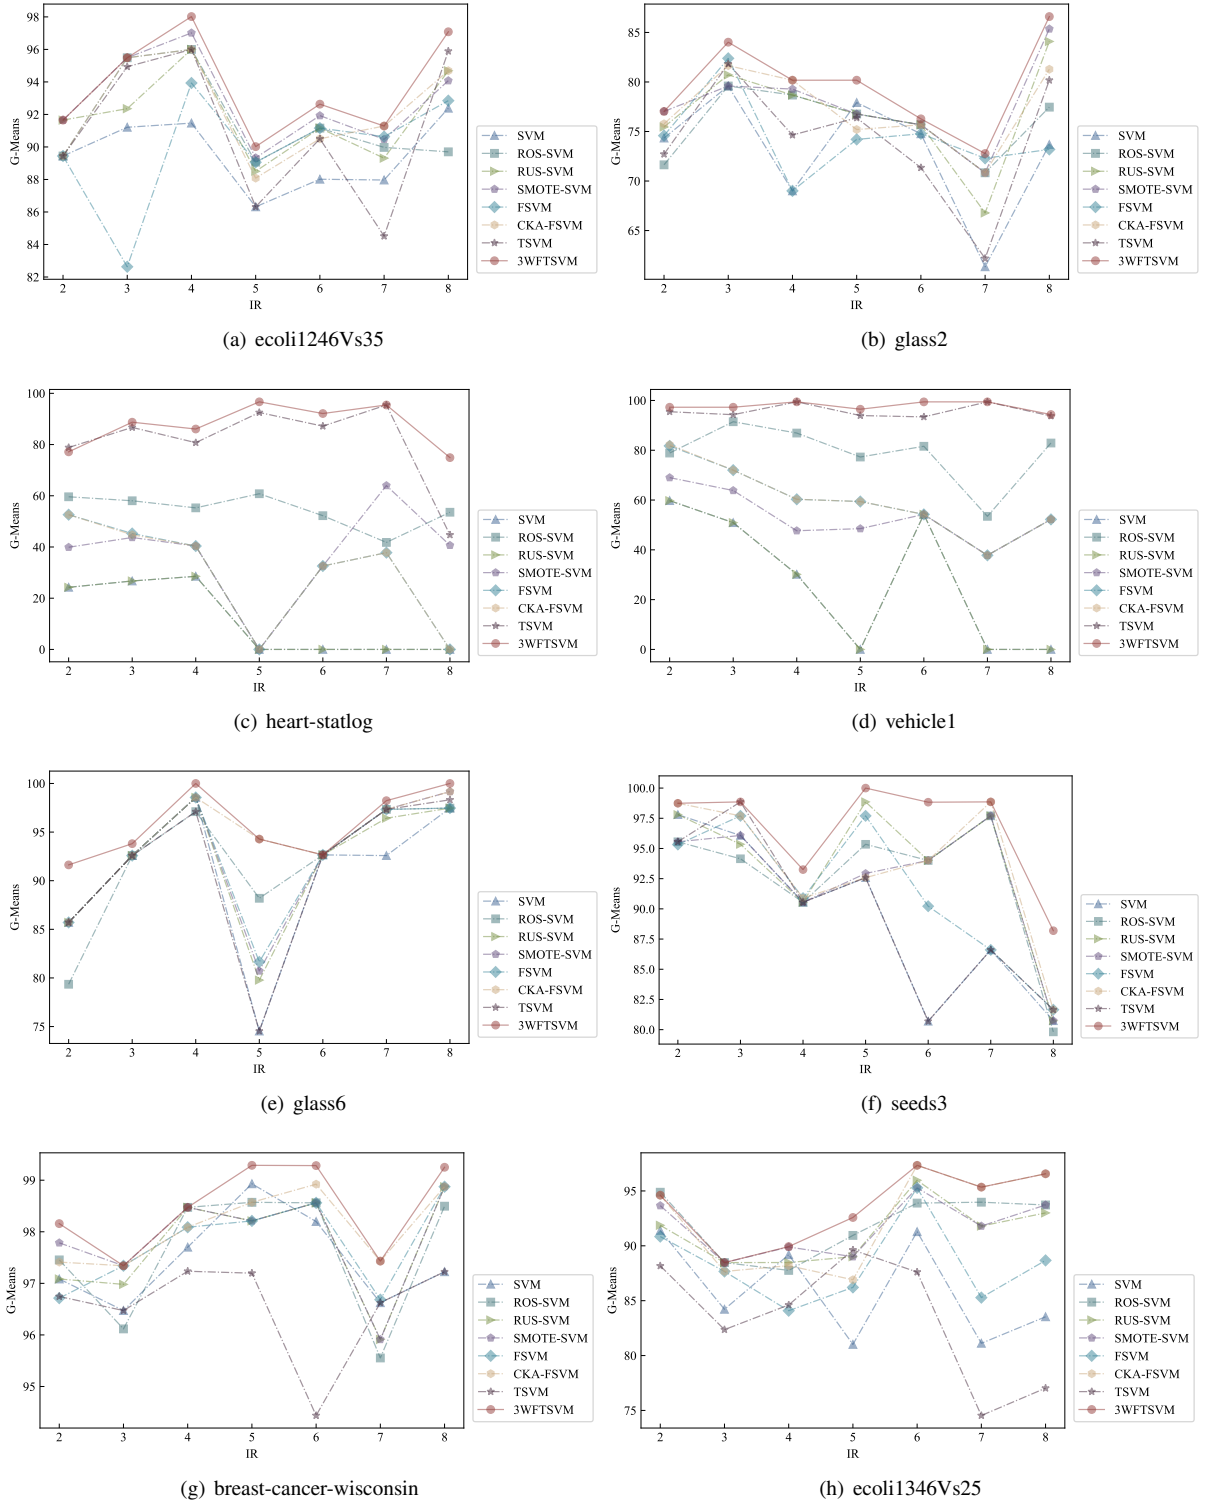 98
96
94
92
90
88
86
84
82
G-Means
2 3 4 5 6 7 8
IR
SVM
ROS-SVM
RUS-SVM
SMOTE-SVM
FSVM
CKA-FSVM
TSVM
3WFTSVM
(a) ecoli1246Vs35
85
80
75
70
65
G-Means
2 3 4 5 6 7 8
IR
SVM
ROS-SVM
RUS-SVM
SMOTE-SVM
FSVM
CKA-FSVM
TSVM
3WFTSVM
(b) glass2
100
80
60
40
20
0
G-Means
2 3 4 5 6 7 8
IR
SVM
ROS-SVM
RUS-SVM
SMOTE-SVM
FSVM
CKA-FSVM
TSVM
3WFTSVM
(c) heart-statlog
100
80
60
40
20
0
G-Means
2 3 4 5 6 7 8
IR
SVM
ROS-SVM
RUS-SVM
SMOTE-SVM
FSVM
CKA-FSVM
TSVM
3WFTSVM
(d) vehicle1
100
95
90
85
80
75
G-Means
2 3 4 5 6 7 8
IR
SVM
ROS-SVM
RUS-SVM
SMOTE-SVM
FSVM
CKA-FSVM
TSVM
3WFTSVM
(e) glass6
100.0
97.5
95.0
92.5
90.0
87.5
85.0
82.5
80.0
G-Means
2 3 4 5 6 7 8
IR
SVM
ROS-SVM
RUS-SVM
SMOTE-SVM
FSVM
CKA-FSVM
TSVM
3WFTSVM
(f) seeds3
99
98
97
96
95
G-Means
2 3 4 5 6 7 8
IR
SVM
ROS-SVM
RUS-SVM
SMOTE-SVM
FSVM
CKA-FSVM
TSVM
3WFTSVM
(g) breast-cancer-wisconsin
95
90
85
80
75
G-Means
2 3 4 5 6 7 8
IR
SVM
ROS-SVM
RUS-SVM
SMOTE-SVM
FSVM
CKA-FSVM
TSVM
3WFTSVM
(h) ecoli1346Vs25